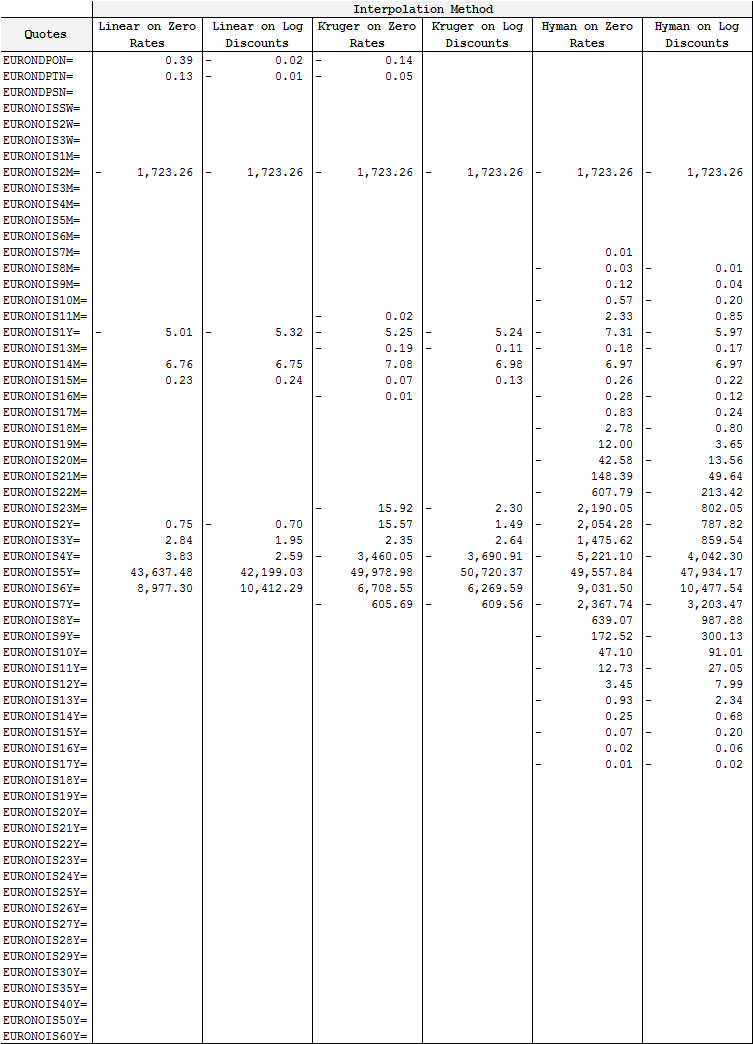 Interpolation Method
Quotes Linear on Zero Rates Linear on Log Discounts Kruger on Zero Rates Kruger on Log Discounts Hyman on Zero Rates Hyman on Log Discounts
EURONDPON= 0.39 - 0.02 - 0.14
EURONDPTN= 0.13 - 0.01 - 0.05
EURONDPSN=
EURONOISSW=
EURONOIS2W=
EURONOIS3W=
EURONOIS1M=
EURONOIS2M= - 1,723.26 - 1,723.26 - 1,723.26 - 1,723.26 - 1,723.26 - 1,723.26
EURONOIS3M=
EURONOIS4M=
EURONOIS5M=
EURONOIS6M=
EURONOIS7M= 0.01
EURONOIS8M= - 0.03 - 0.01
EURONOIS9M= 0.12 0.04
EURONOIS10M= - 0.57 - 0.20
EURONOIS11M= - 0.02 2.33 0.85
EURONOIS1Y= - 5.01 - 5.32 - 5.25 - 5.24 - 7.31 - 5.97
EURONOIS13M= - 0.19 - 0.11 - 0.18 - 0.17
EURONOIS14M= 6.76 6.75 7.08 6.98 6.97 6.97
EURONOIS15M= 0.23 0.24 0.07 0.13 0.26 0.22
EURONOIS16M= - 0.01 - 0.28 - 0.12
EURONOIS17M= 0.83 0.24
EURONOIS18M= - 2.78 - 0.80
EURONOIS19M= 12.00 3.65
EURONOIS20M= - 42.58 - 13.56
EURONOIS21M= 148.39 49.64
EURONOIS22M= - 607.79 - 213.42
EURONOIS23M= - 15.92 - 2.30 2,190.05 802.05
EURONOIS2Y= 0.75 - 0.70 15.57 1.49 - 2,054.28 - 787.82
EURONOIS3Y= 2.84 1.95 2.35 2.64 1,475.62 859.54
EURONOIS4Y= 3.83 2.59 - 3,460.05 - 3,690.91 - 5,221.10 - 4,042.30
EURONOIS5Y= 43,637.48 42,199.03 49,978.98 50,720.37 49,557.84 47,934.17
EURONOIS6Y= 8,977.30 10,412.29 6,708.55 6,269.59 9,031.50 10,477.54
EURONOIS7Y= - 605.69 - 609.56 - 2,367.74 - 3,203.47
EURONOIS8Y= 639.07 987.88
EURONOIS9Y= - 172.52 - 300.13
EURONOIS10Y= 47.10 91.01
EURONOIS11Y= - 12.73 - 27.05
EURONOIS12Y= 3.45 7.99
EURONOIS13Y= - 0.93 - 2.34
EURONOIS14Y= 0.25 0.68
EURONOIS15Y= - 0.07 - 0.20
EURONOIS16Y= 0.02 0.06
EURONOIS17Y= - 0.01 - 0.02
EURONOIS18Y=
EURONOIS19Y=
EURONOIS20Y=
EURONOIS21Y=
EURONOIS22Y=
EURONOIS23Y=
EURONOIS24Y=
EURONOIS25Y=
EURONOIS26Y=
EURONOIS27Y=
EURONOIS28Y=
EURONOIS29Y=
EURONOIS30Y=
EURONOIS35Y=
EURONOIS40Y=
EURONOIS50Y=
EURONOIS60Y=